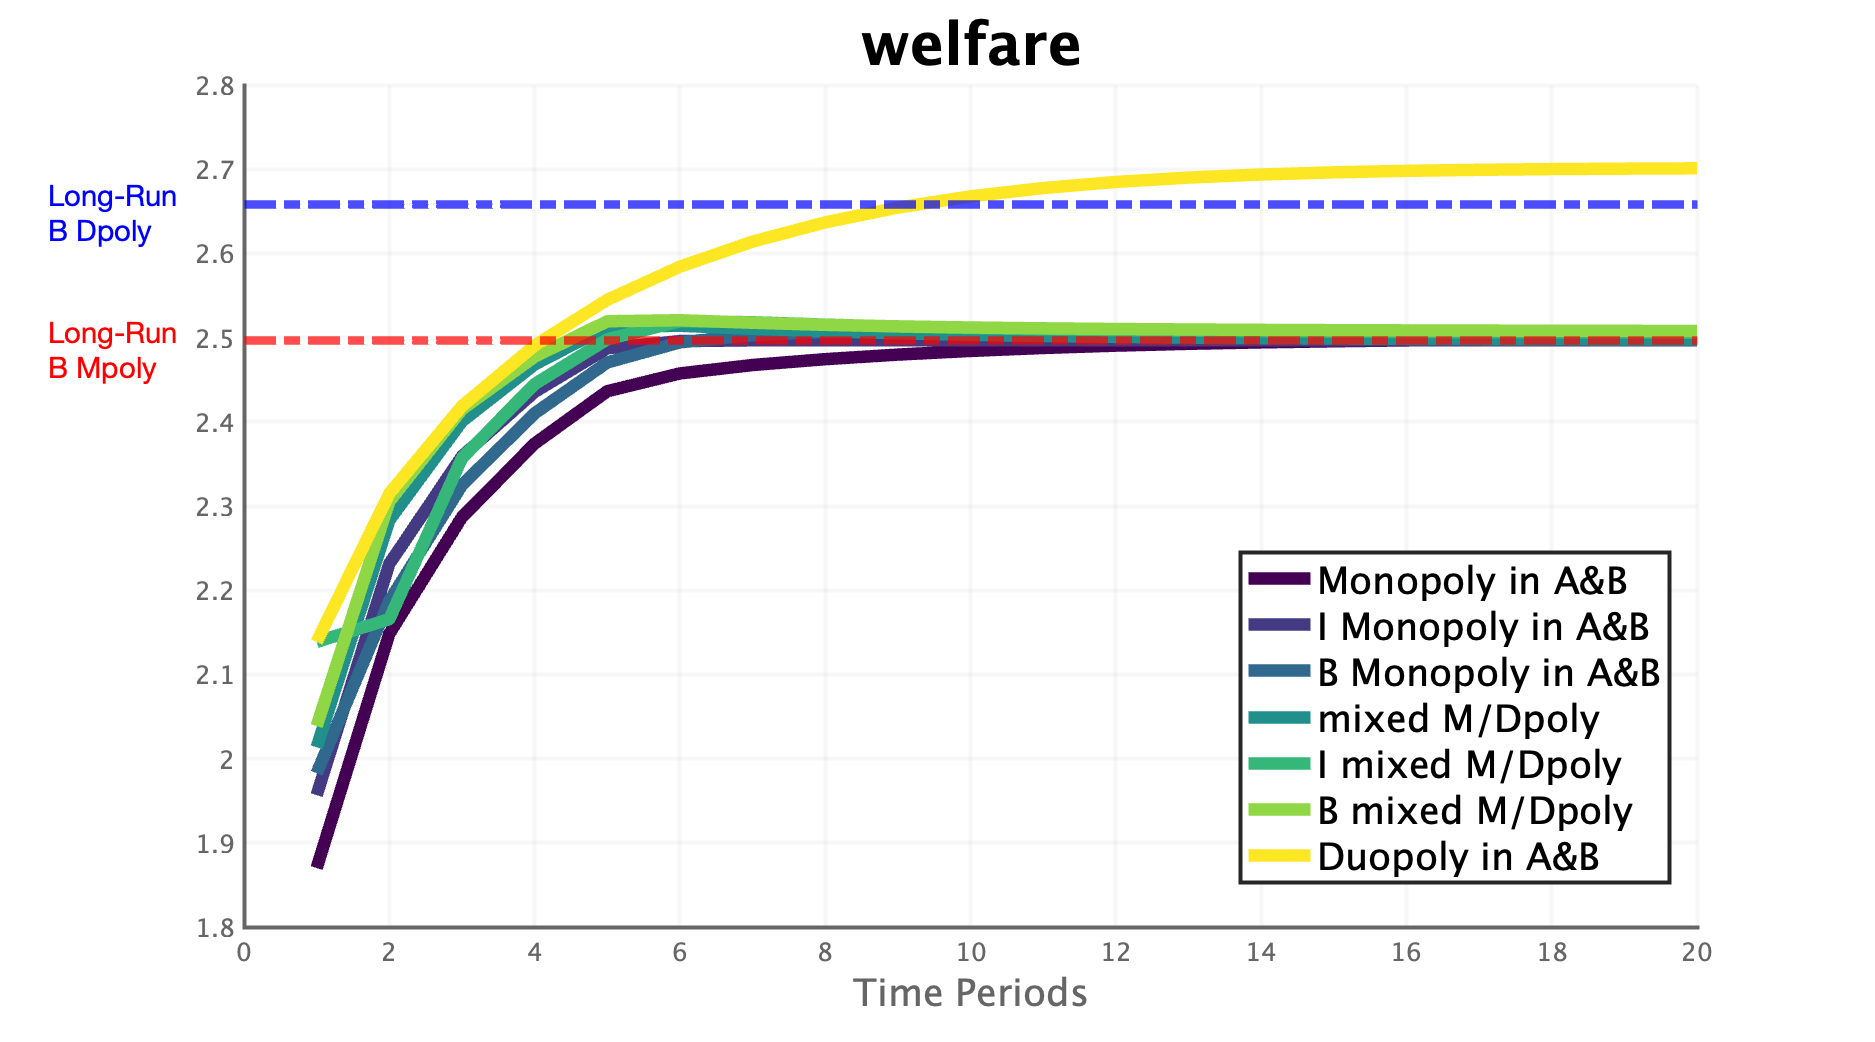 welfare
2.8
2.7
Long-Run
B Dpoly
2.6
2.5
Long-Run
B Mpoly
2.4
2.3
2.2
2.1
2
1.9
1.8
Monopoly in A&B
I Monopoly in A&B
B Monopoly in A&B
mixed M/Dpoly
I mixed M/Dpoly
B mixed M/Dpoly
Duopoly in A&B
0 2 4 6 8 10 12 14 16 18 20
Time Periods